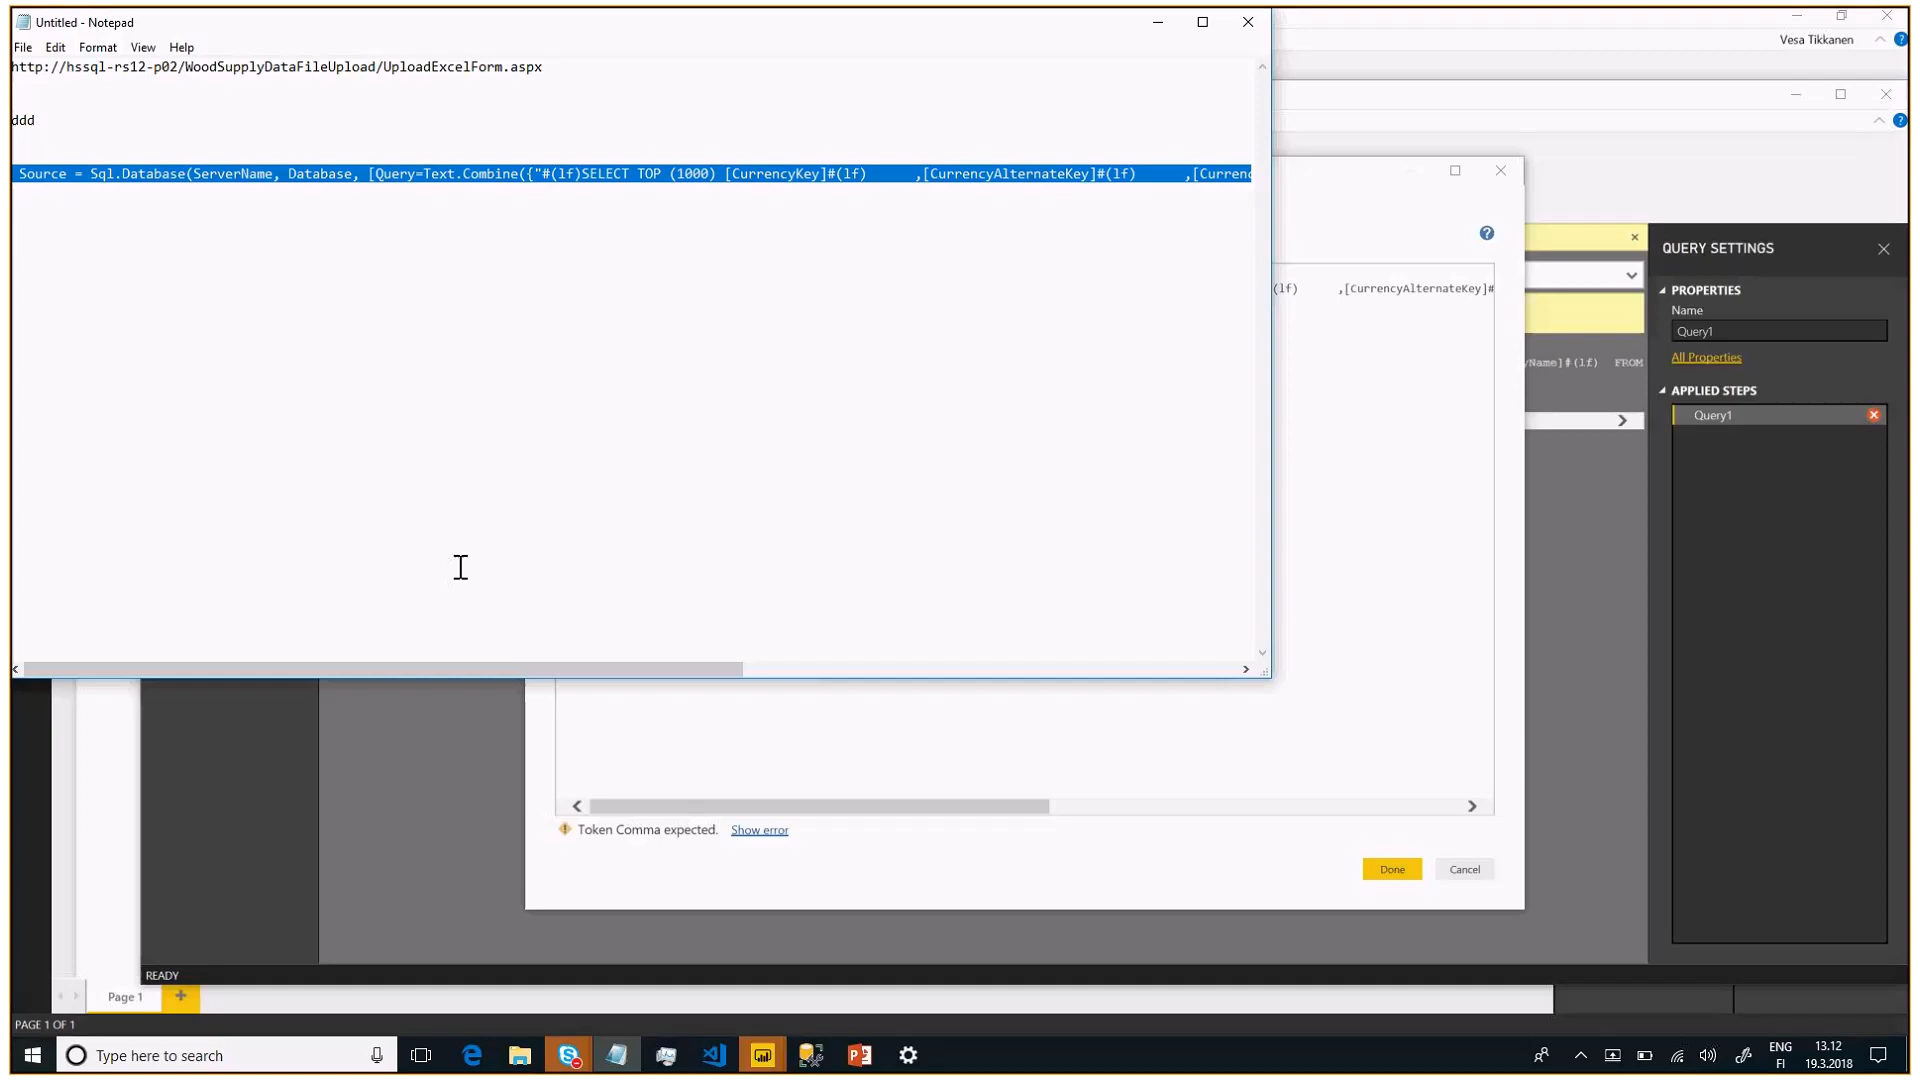 Untitled - Notepad
File Edit Format View Help
http://hssql-rs12-p02/WoodSupplyDataFileUpload/UploadExcelForm.aspx
ddd
Source = Sql.Database(ServerName, Database, [Query=Text.Combine({"#(lf)SELECT TOP (1000) [CurrencyKey]#(lf)      ,[CurrencyAlternateKey]#(lf)      ,[Currenc
Vesa Tikkanen
?
?
?
(lf)      ,[CurrencyAlternateKey]#
yName]#(lf)  FROM
QUERY SETTINGS
PROPERTIES
Name
Query1
All Properties
APPLIED STEPS
Query1
Token Comma expected. Show error
Done Cancel
READY
Page 1 +
PAGE 1 OF 1
Type here to search
ENG
FI
13.12
19.3.2018